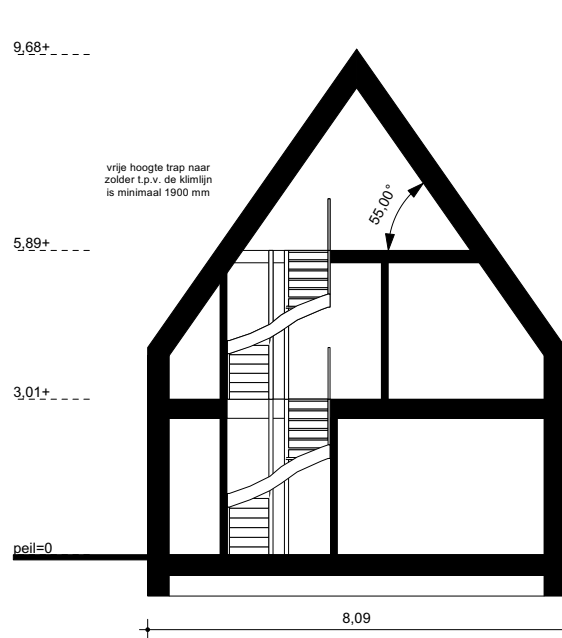 9,68+
vrije hoogte trap naar
zolder t.p.v. de klimlijn
is minimaal 1900 mm
55,00°
5,89+
3,01+
peil=0
8,09